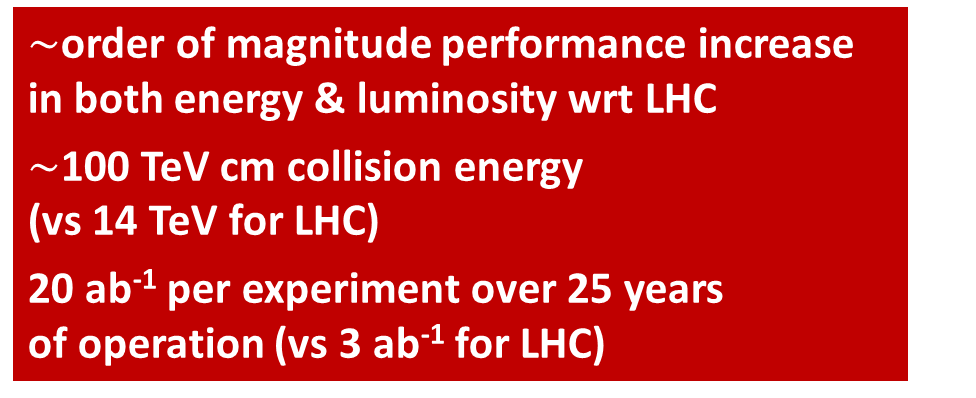 ~order of magnitude performance increase
in both energy & luminosity wrt LHC
~100 TeV cm collision energy
(vs 14 TeV for LHC)
20 ab⁻¹ per experiment over 25 years
of operation (vs 3 ab⁻¹ for LHC)